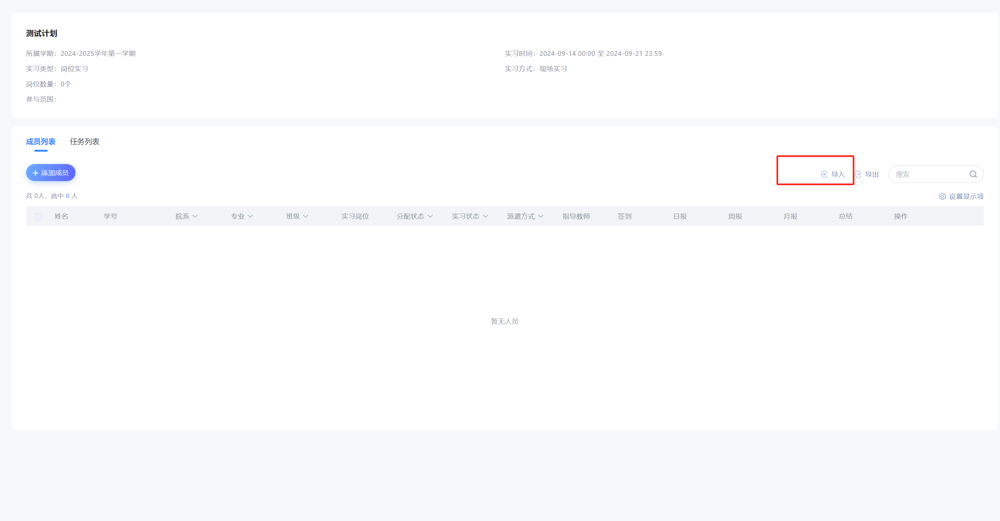 测试计划
所属学期：2024-2025学年第一学期
实习时间：2024-09-14 00:00 至 2024-09-21 23:59
实习类型：岗位实习
实习方式：现场实习
岗位数量：0个
参与范围：
成员列表 任务列表
添加成员
导入 导出 搜索
共 0人，选中 0 人
设置显示项
姓名 学号 院系 专业 班级 实习岗位 分配状态 实习状态 派遣方式 指导教师 签到 日报 周报 月报 总结 操作
暂无人员